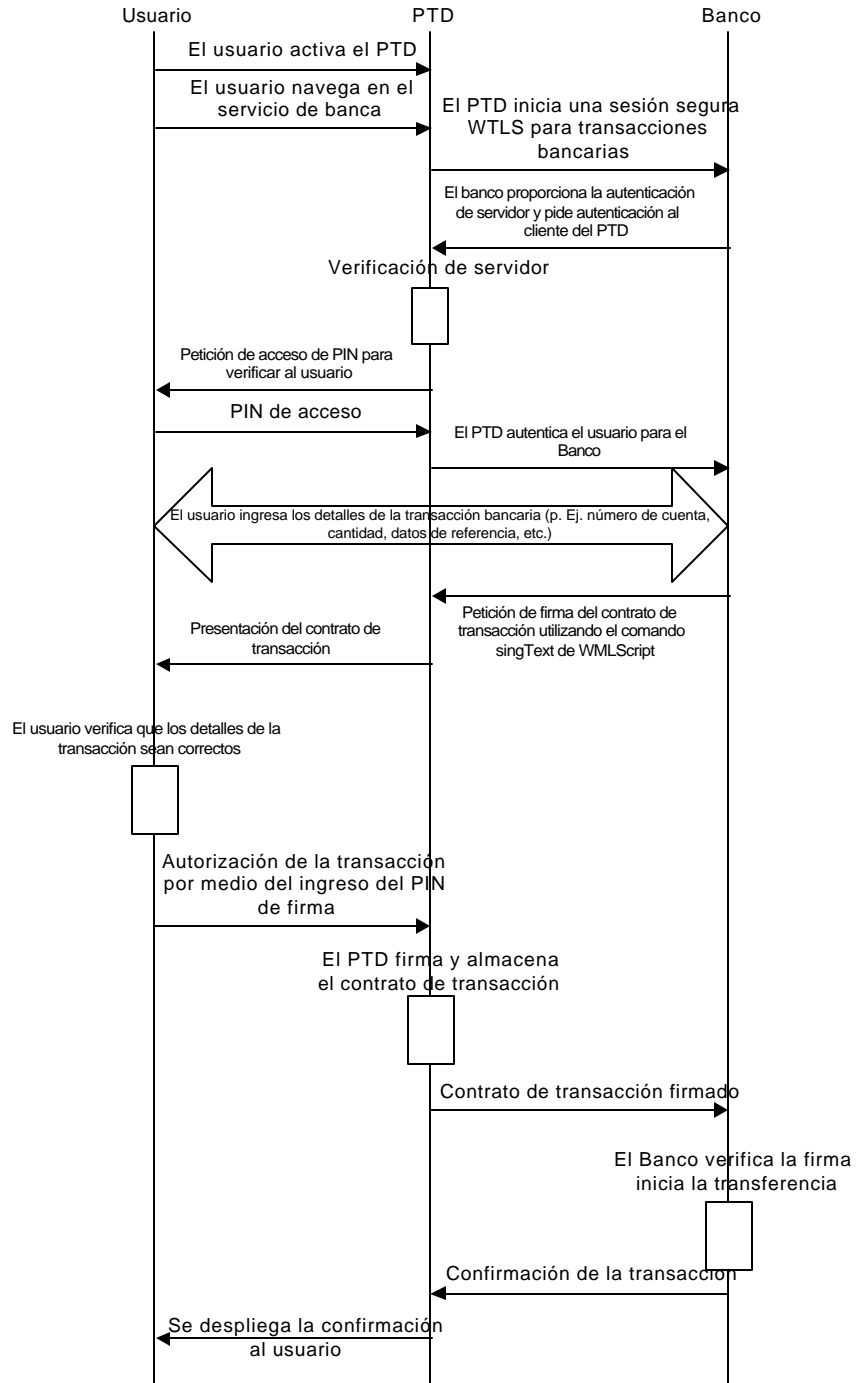 Usuario PTD Banco
El usuario activa el PTD
El usuario navega en el
servicio de banca
El PTD inicia una sesión segura
WTLS para transacciones
bancarias
El banco proporciona la autenticación
de servidor y pide autenticación al
cliente del PTD
Verificación de servidor
Petición de acceso de PIN para
verificar al usuario
PIN de acceso
El PTD autentica el usuario para el
Banco
El usuario ingresa los detalles de la transacción bancaria (p. Ej. número de cuenta,
cantidad, datos de referencia, etc.)
Petición de firma del contrato de
transacción utilizando el comando
singText de WMLScript
Presentación del contrato de
transacción
El usuario verifica que los detalles de la
transacción sean correctos
Autorización de la transacción
por medio del ingreso del PIN
de firma
El PTD firma y almacena
el contrato de transacción
Contrato de transacción firmado
El Banco verifica la firma
inicia la transferencia
Confirmación de la transacción
Se despliega la confirmación
al usuario